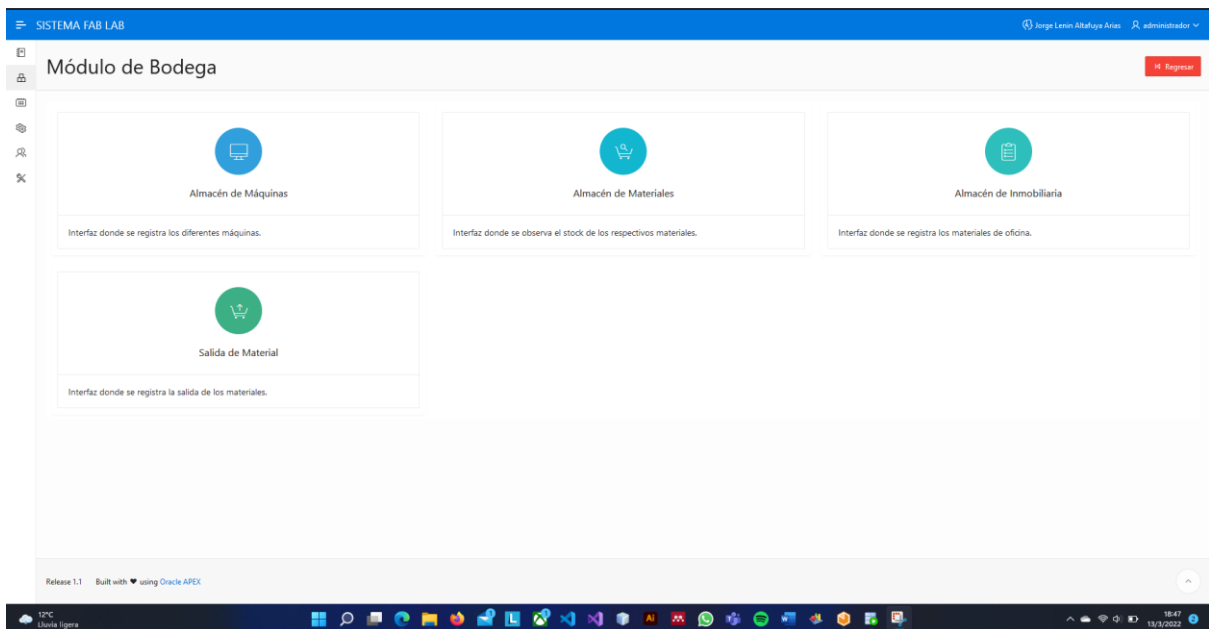 SISTEMA FAB LAB
Jorge Lenin Altafuya Arias administrador
Módulo de Bodega
Regresar
Almacén de Máquinas
Almacén de Materiales
Almacén de Inmobiliaria
Interfaz donde se registra los diferentes máquinas.
Interfaz donde se observa el stock de los respectivos materiales.
Interfaz donde se registra los materiales de oficina.
Salida de Material
Interfaz donde se registra la salida de los materiales.
Release 1.1 Built with ♥ using Oracle APEX
12°C
Lluvia ligera
18:47
13/3/2022